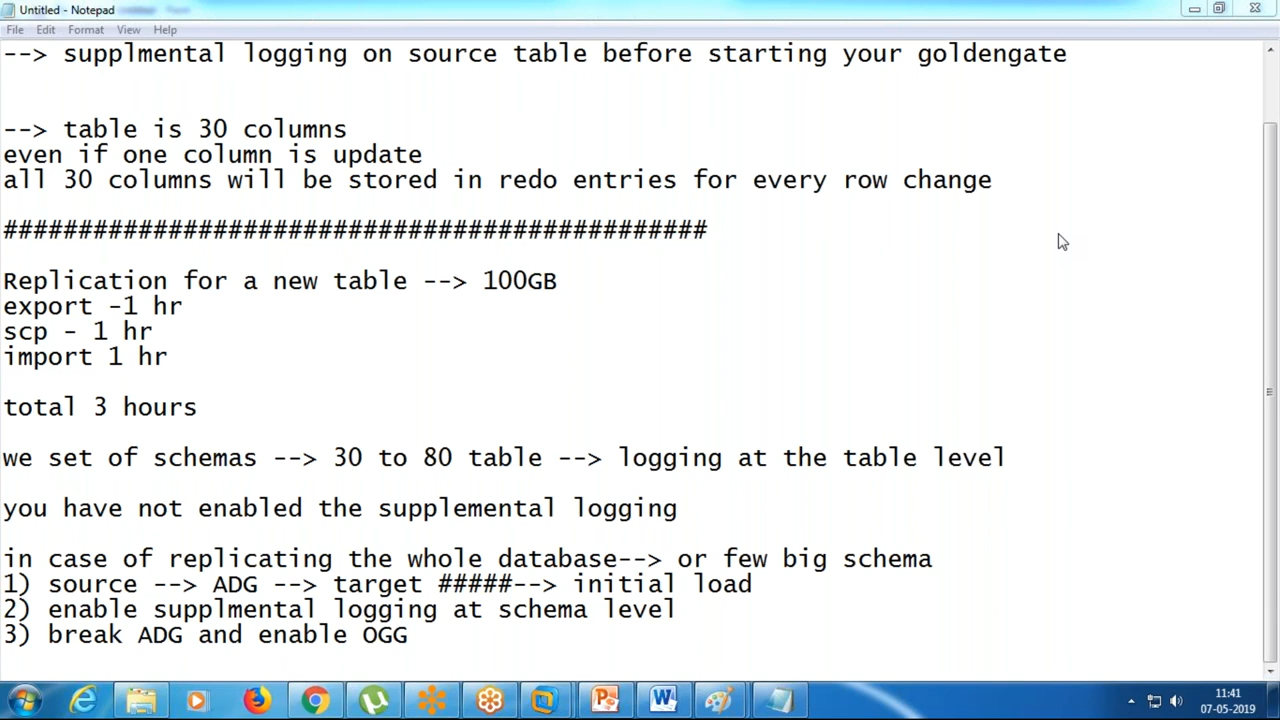 Untitled - Notepad
File Edit Format View Help
--> supplmental logging on source table before starting your goldengate
--> table is 30 columns
even if one column is update
all 30 columns will be stored in redo entries for every row change
###############################################
Replication for a new table --> 100GB
export -1 hr
scp - 1 hr
import 1 hr
total 3 hours
we set of schemas --> 30 to 80 table --> logging at the table level
you have not enabled the supplemental logging
in case of replicating the whole database--> or few big schema
1) source --> ADG --> target #####--> initial load
2) enable supplmental logging at schema level
3) break ADG and enable OGG
11:41
07-05-2019